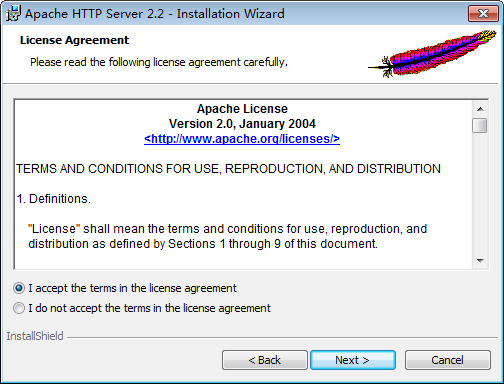 Apache HTTP Server 2.2 - Installation Wizard
License Agreement
Please read the following license agreement carefully.
Apache License
Version 2.0, January 2004
<http://www.apache.org/licenses/>
TERMS AND CONDITIONS FOR USE, REPRODUCTION, AND DISTRIBUTION
1. Definitions.
"License" shall mean the terms and conditions for use, reproduction, and
distribution as defined by Sections 1 through 9 of this document.
I accept the terms in the license agreement
I do not accept the terms in the license agreement
InstallShield
< Back
Next >
Cancel